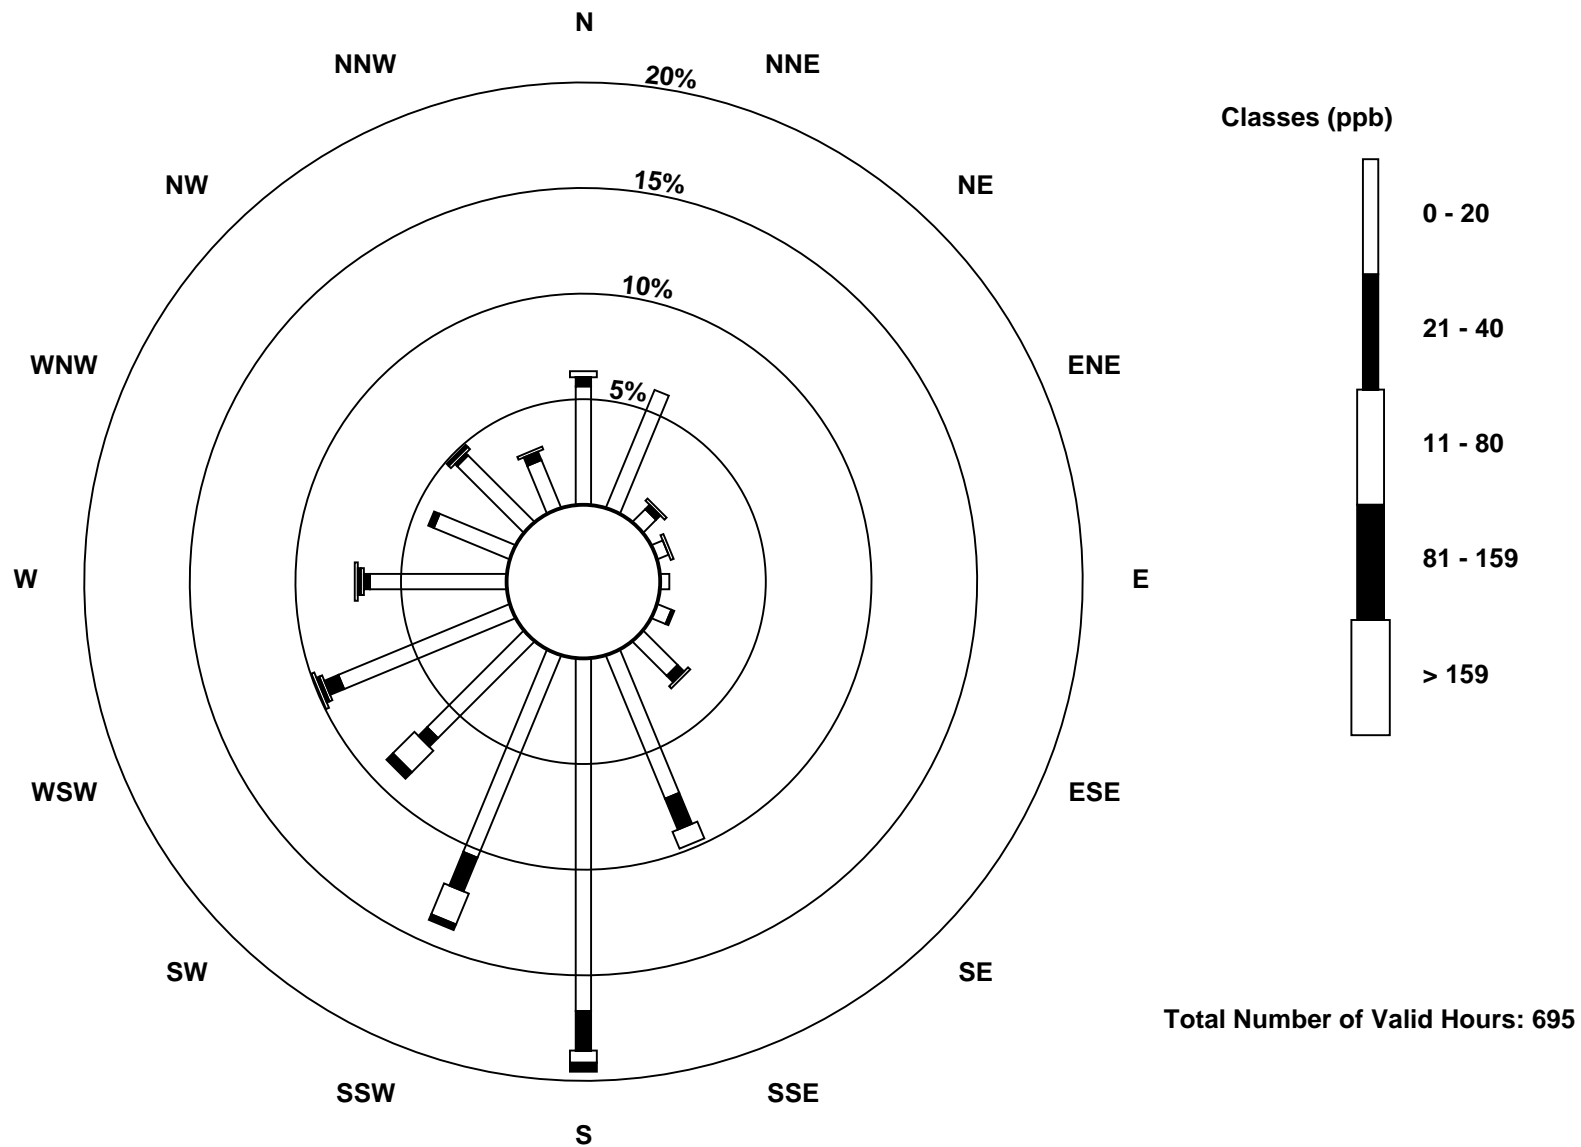 N
NNW
NNE
20%
Classes (ppb)
NW
15%
NE
0 - 20
10%
21 - 40
WNW
5%
ENE
11 - 80
W
E
81 - 159
> 159
WSW
ESE
SW
SE
Total Number of Valid Hours: 695
SSW
SSE
S